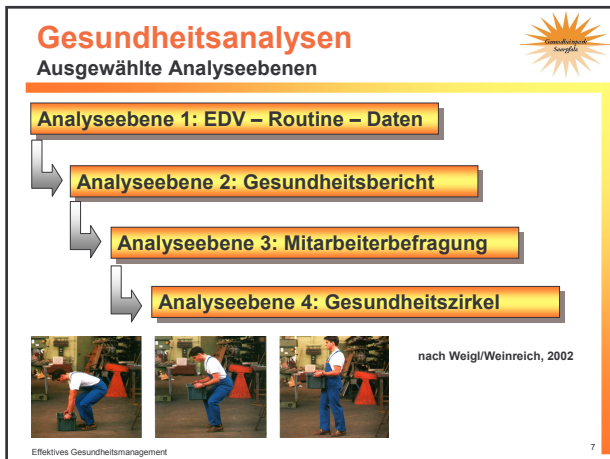 Gesundheitsanalysen
Ausgewählte Analyseebenen
Analyseebene 1: EDV – Routine – Daten
Analyseebene 2: Gesundheitsbericht
Analyseebene 3: Mitarbeiterbefragung
Analyseebene 4: Gesundheitszirkel
nach Weigl/Weinreich, 2002
Effektives Gesundheitsmanagement
7